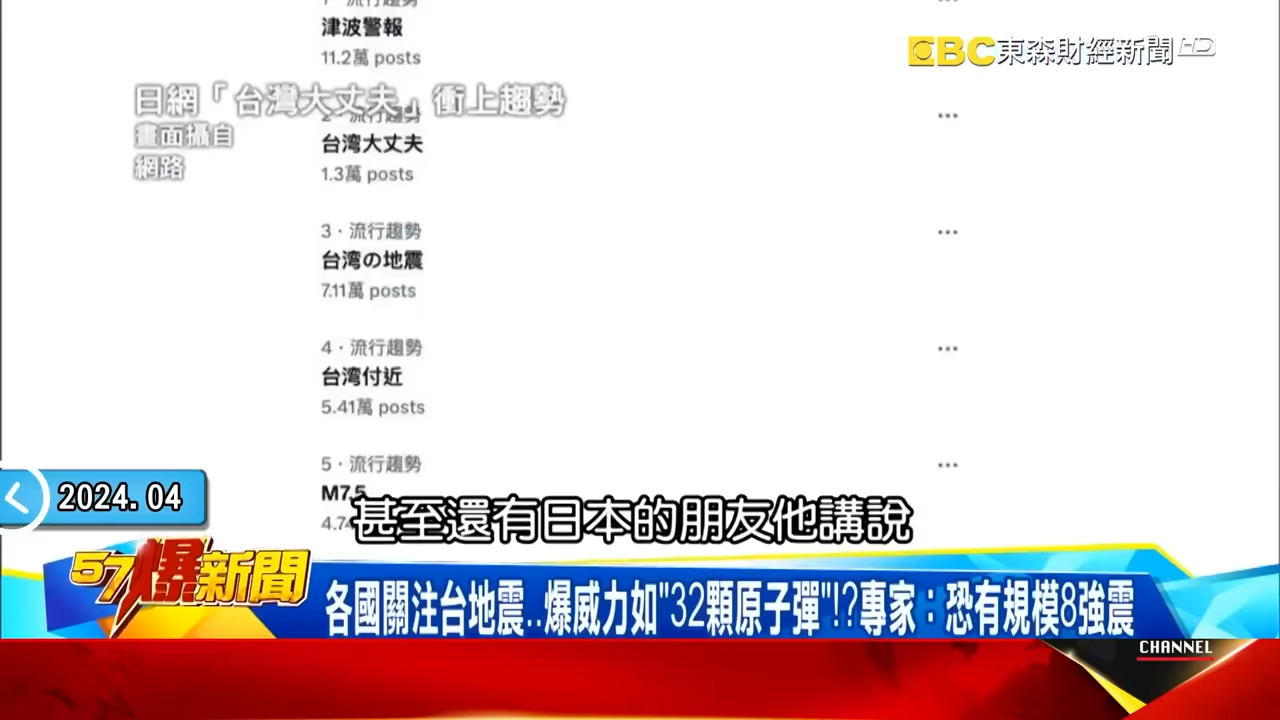 1 · 流行趨勢
津波警報
11.2萬 posts
EBC東森財經新聞HD
日網「台灣大丈夫」衝上趨勢
畫面攝自
網路
2 · 流行趨勢
台湾大丈夫
1.3萬 posts
3 · 流行趨勢
台湾の地震
7.11萬 posts
4 · 流行趨勢
台湾付近
5.41萬 posts
5 · 流行趨勢
M7.5
4.74
甚至還有日本的朋友他講說
2024.04
57爆新聞
各國關注台地震..爆威力如"32顆原子彈"!?專家：恐有規模8強震
CHANNEL